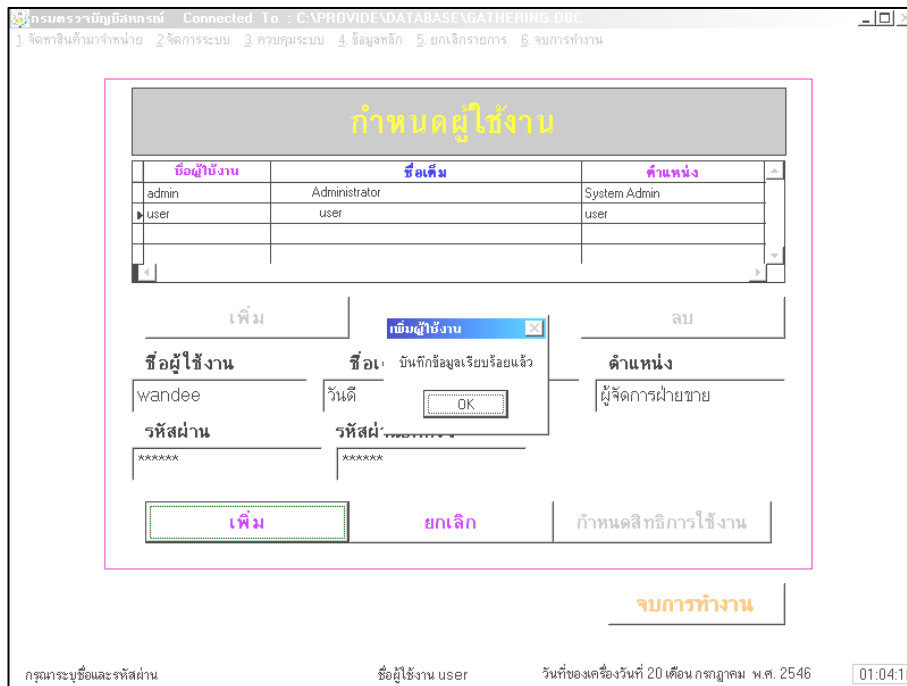 กรมตรวจบัญชีสหกรณ์ Connected To : C:\PROVIDE\DATABASE\GATHERING.DBC
1. จัดหาสินค้ามาจำหน่าย 2.จัดการระบบ 3. ควบคุมระบบ 4. ข้อมูลหลัก 5. ยกเลิกรายการ 6. จบการทำงาน
กำหนดผู้ใช้งาน
ชื่อผู้ใช้งาน ชื่อเต็ม ตำแหน่ง
admin Administrator System Admin
user user user
เพิ่ม ลบ
เพิ่มผู้ใช้งาน
บันทึกข้อมูลเรียบร้อยแล้ว
OK
ชื่อผู้ใช้งาน ตำแหน่ง
wandee วันดี ผู้จัดการฝ่ายขาย
รหัสผ่าน
****** ******
เพิ่ม ยกเลิก กำหนดสิทธิการใช้งาน
จบการทำงาน
กรุณาระบุชื่อและรหัสผ่าน ชื่อผู้ใช้งาน user วันที่ของเครื่องวันที่ 20 เดือน กรกฎาคม พ.ศ. 2546